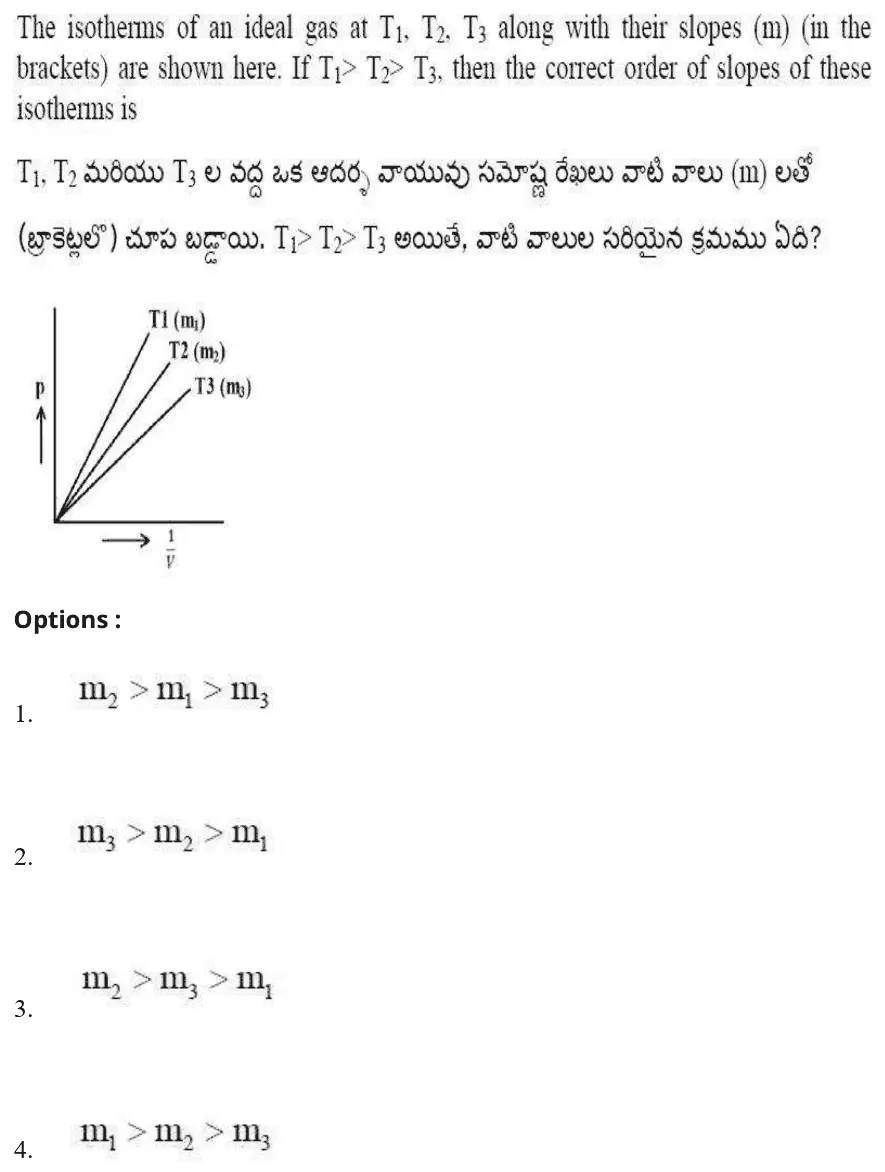 The isotherms of an ideal gas at T₁, T₂, T₃ along with their slopes (m) (in the
brackets) are shown here. If T₁> T₂> T₃, then the correct order of slopes of these
isotherms is
T₁, T₂ మరియు T₃ ల వద్ద ఒక ఆదర్శ వాయువు సమోష్ణ రేఖలు వాటి వాలు (m) లతో
(బ్రాకెట్లలో) చూప బడ్డాయి. T₁> T₂> T₃ అయితే, వాటి వాలుల సరియైన క్రమము ఏది?
T1 (m₁)
T2 (m₂)
T3 (m₃)
p
1
V
Options :
1. m₂ > m₁ > m₃
2. m₃ > m₂ > m₁
3. m₂ > m₃ > m₁
4. m₁ > m₂ > m₃